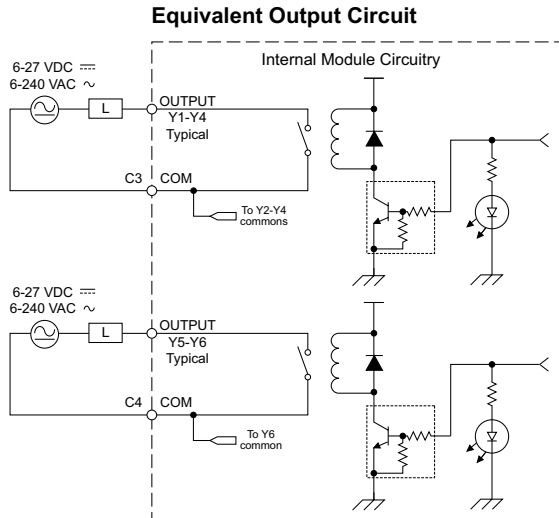 Equivalent Output Circuit
Internal Module Circuitry
6-27 VDC ⎓
6-240 VAC ∼
L
OUTPUT
Y1-Y4
Typical
C3
COM
To Y2-Y4
commons
6-27 VDC ⎓
6-240 VAC ∼
L
OUTPUT
Y5-Y6
Typical
C4
COM
To Y6
common